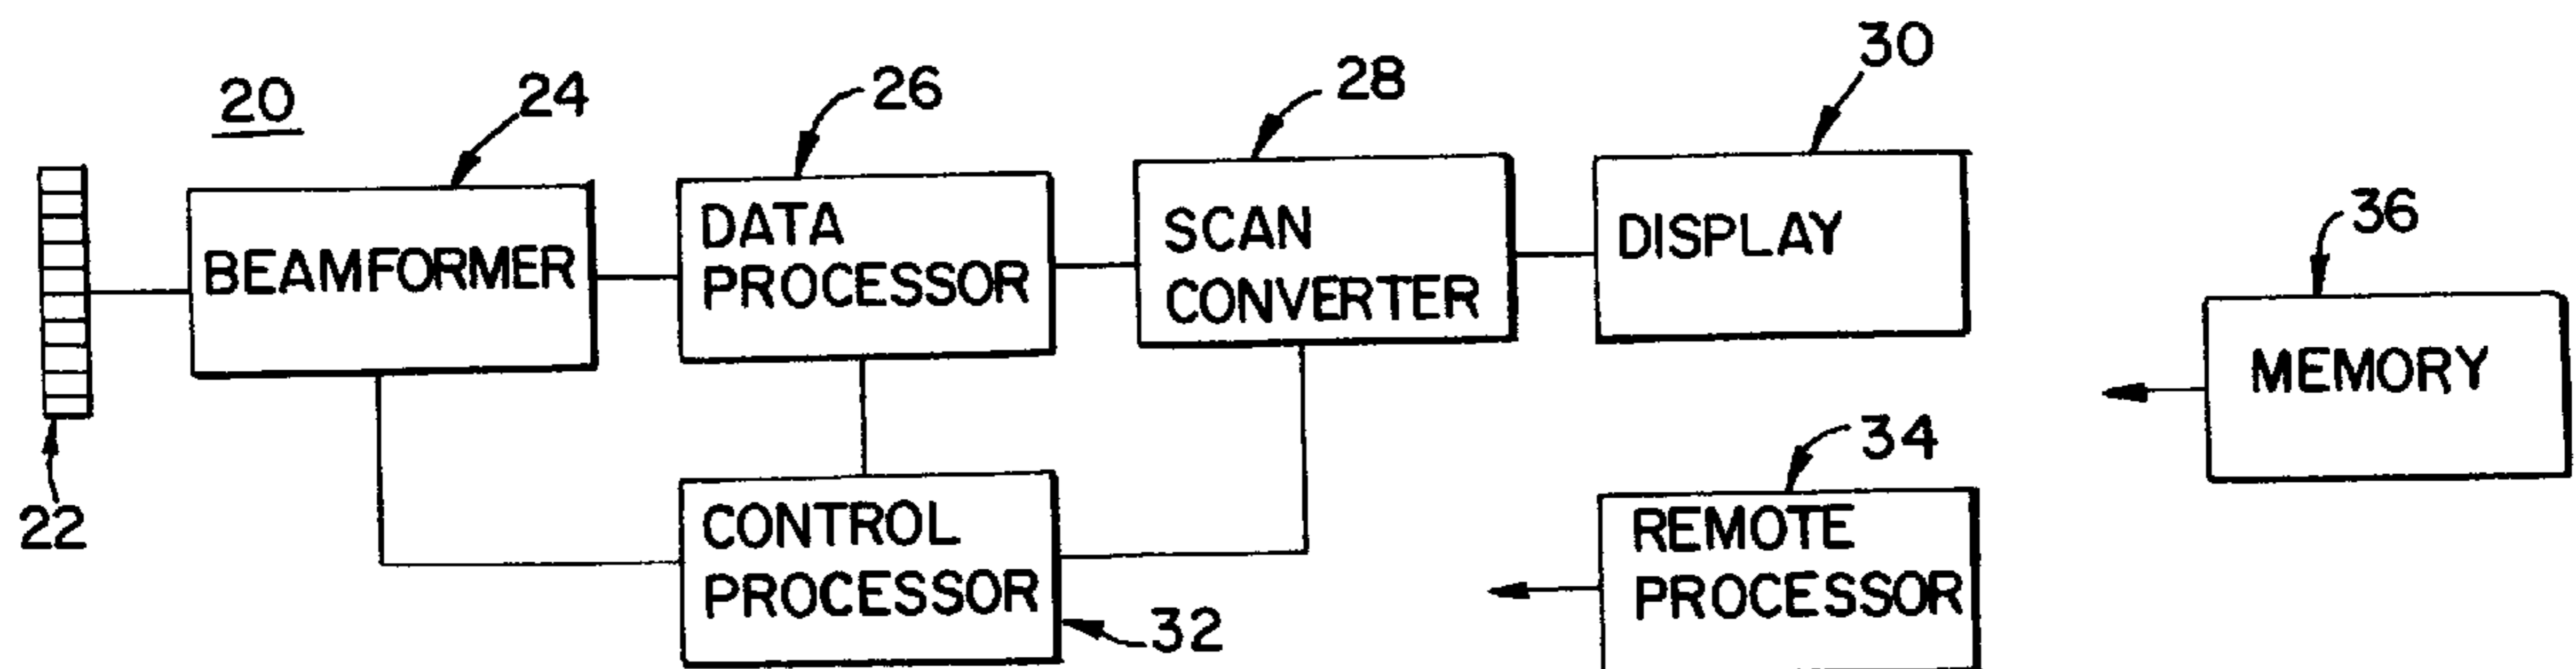 20
24
26
28
30
36
BEAMFORMER
DATA
PROCESSOR
SCAN
CONVERTER
DISPLAY
MEMORY
22
CONTROL
PROCESSOR
32
34
REMOTE
PROCESSOR